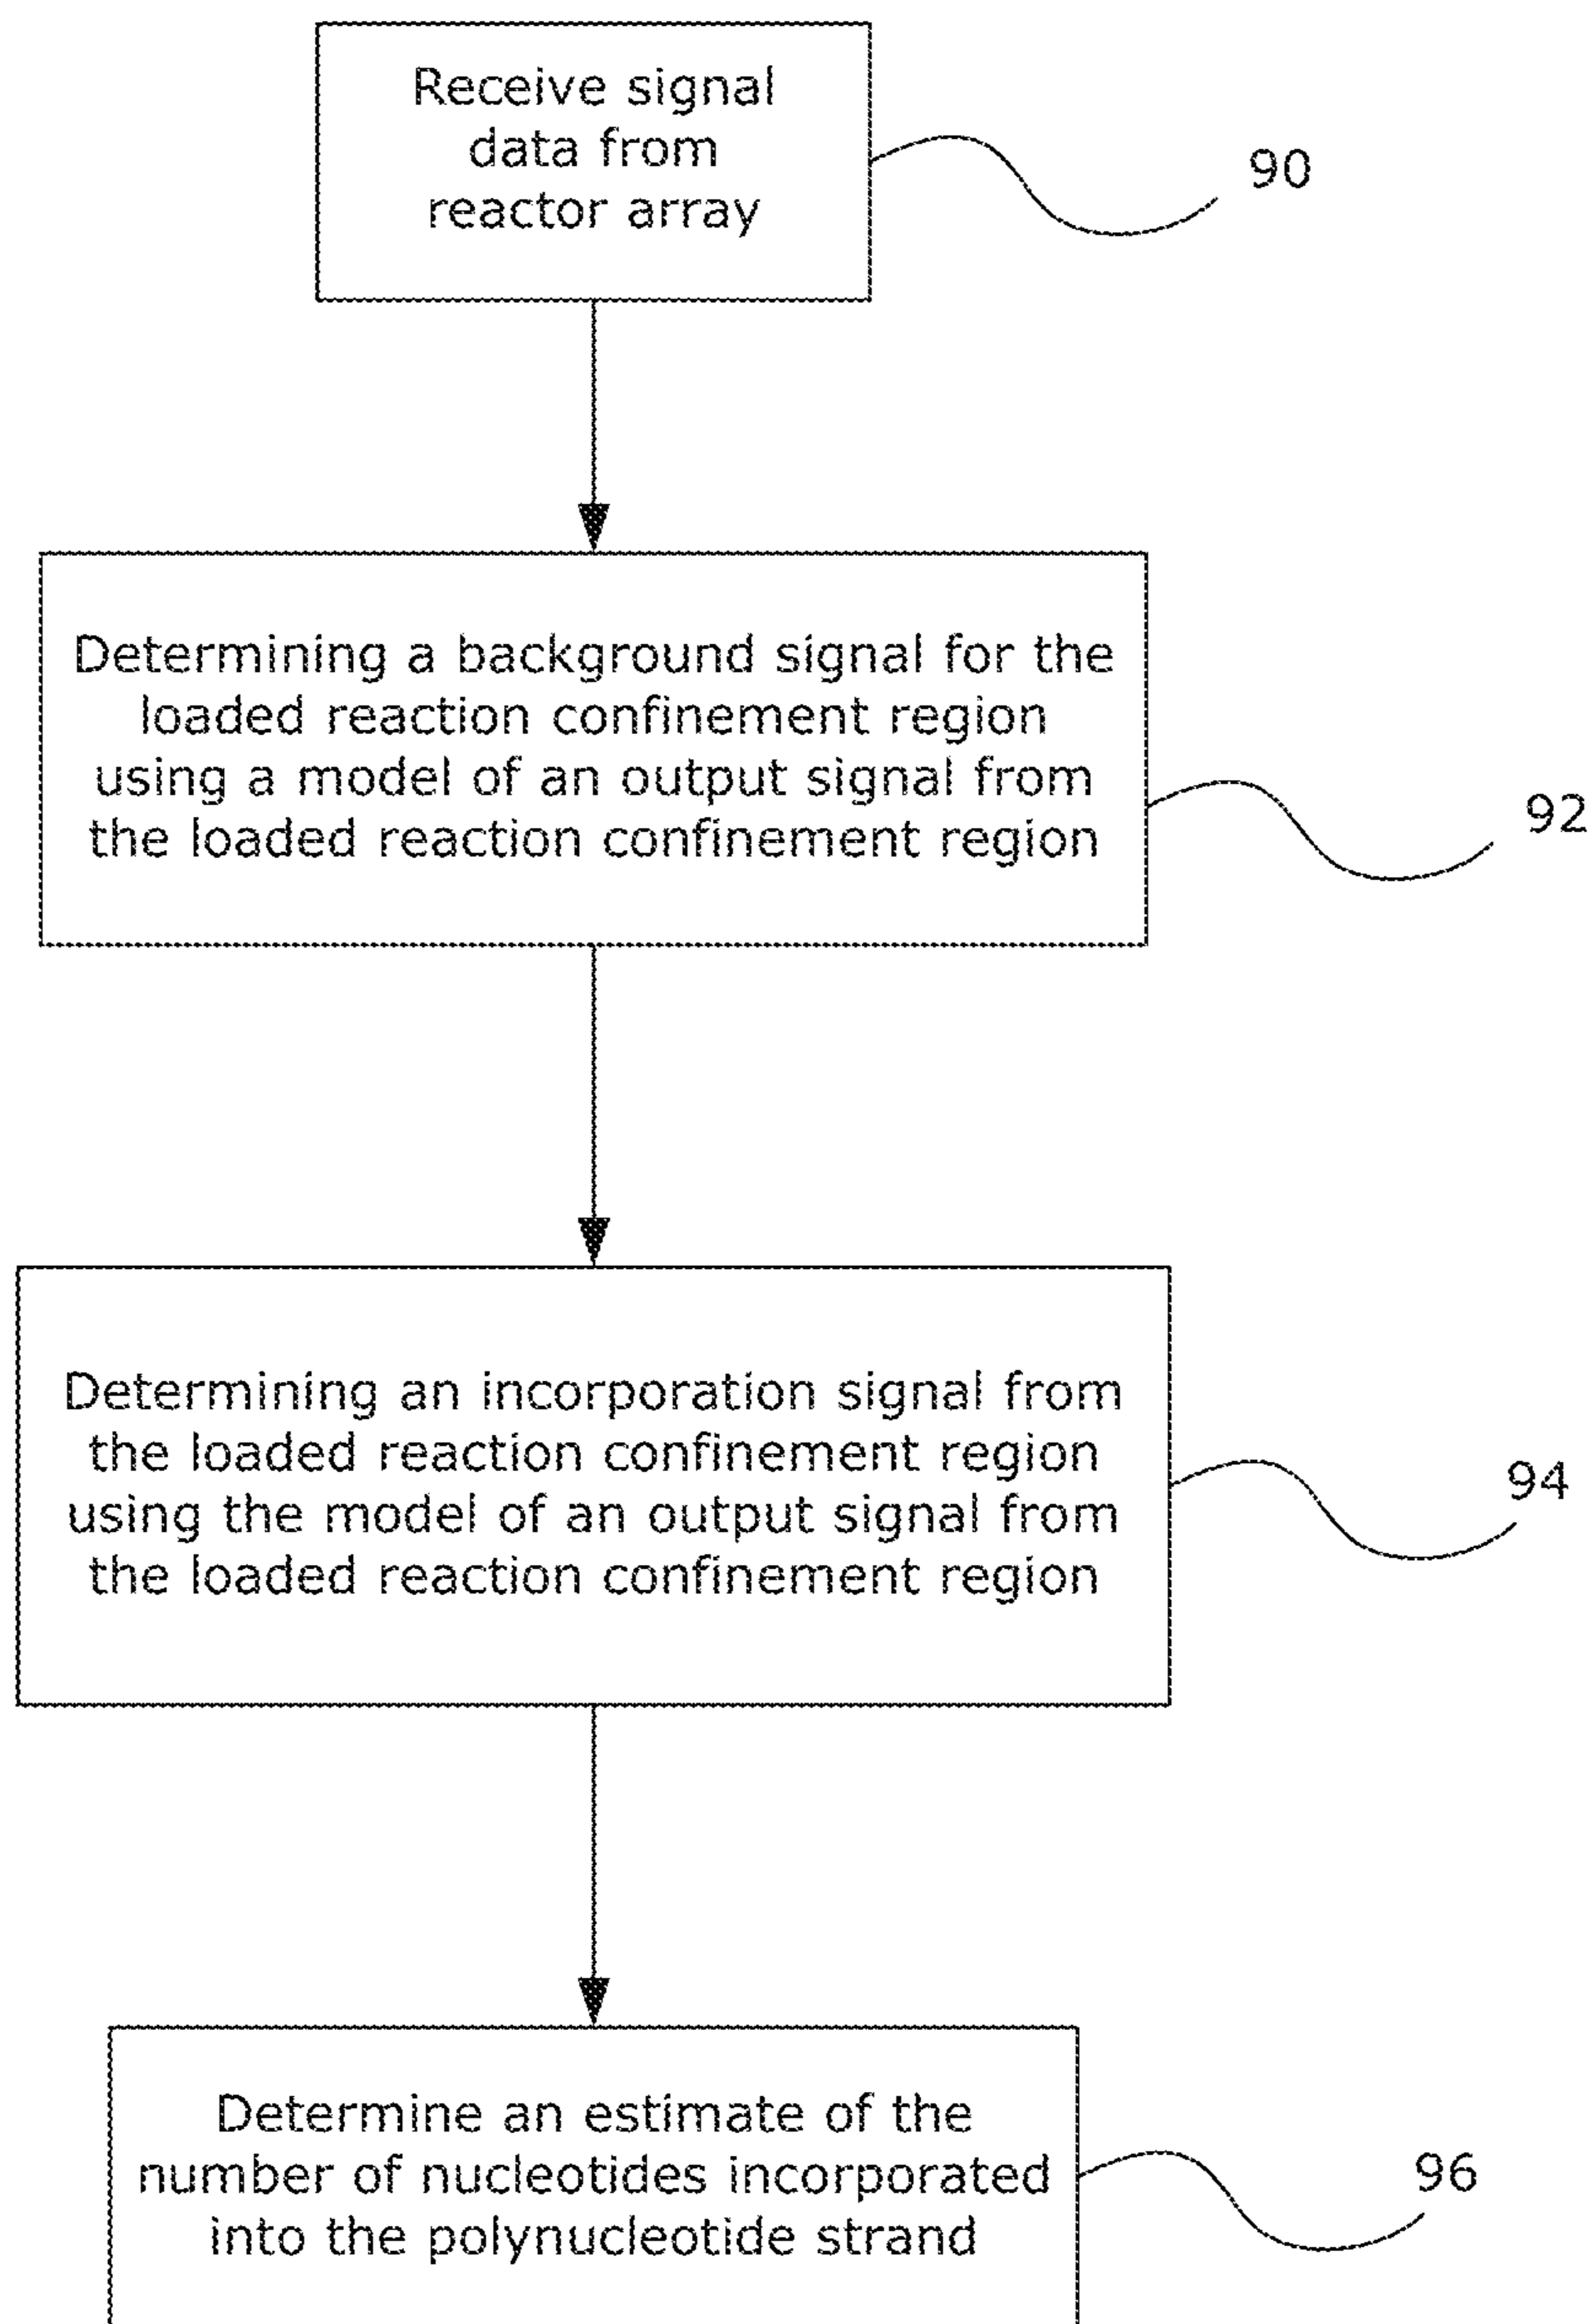 Receive signal
data from
reactor array
90
Determining a background signal for the
loaded reaction confinement region
using a model of an output signal from
the loaded reaction confinement region
92
Determining an incorporation signal from
the loaded reaction confinement region
using the model of an output signal from
the loaded reaction confinement region
94
Determine an estimate of the
number of nucleotides incorporated
into the polynucleotide strand
96